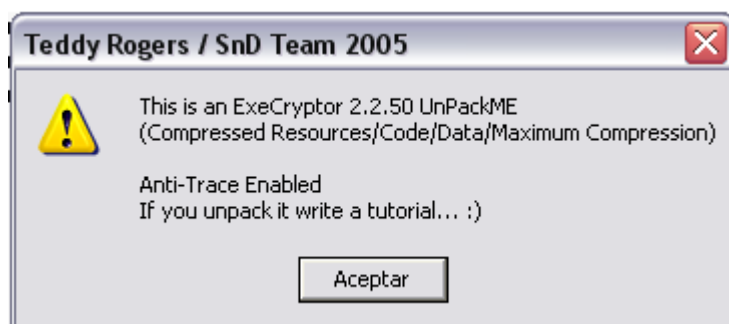 Teddy Rogers / SnD Team 2005
This is an ExeCryptor 2.2.50 UnPackME
(Compressed Resources/Code/Data/Maximum Compression)
Anti-Trace Enabled
If you unpack it write a tutorial... :)
Aceptar